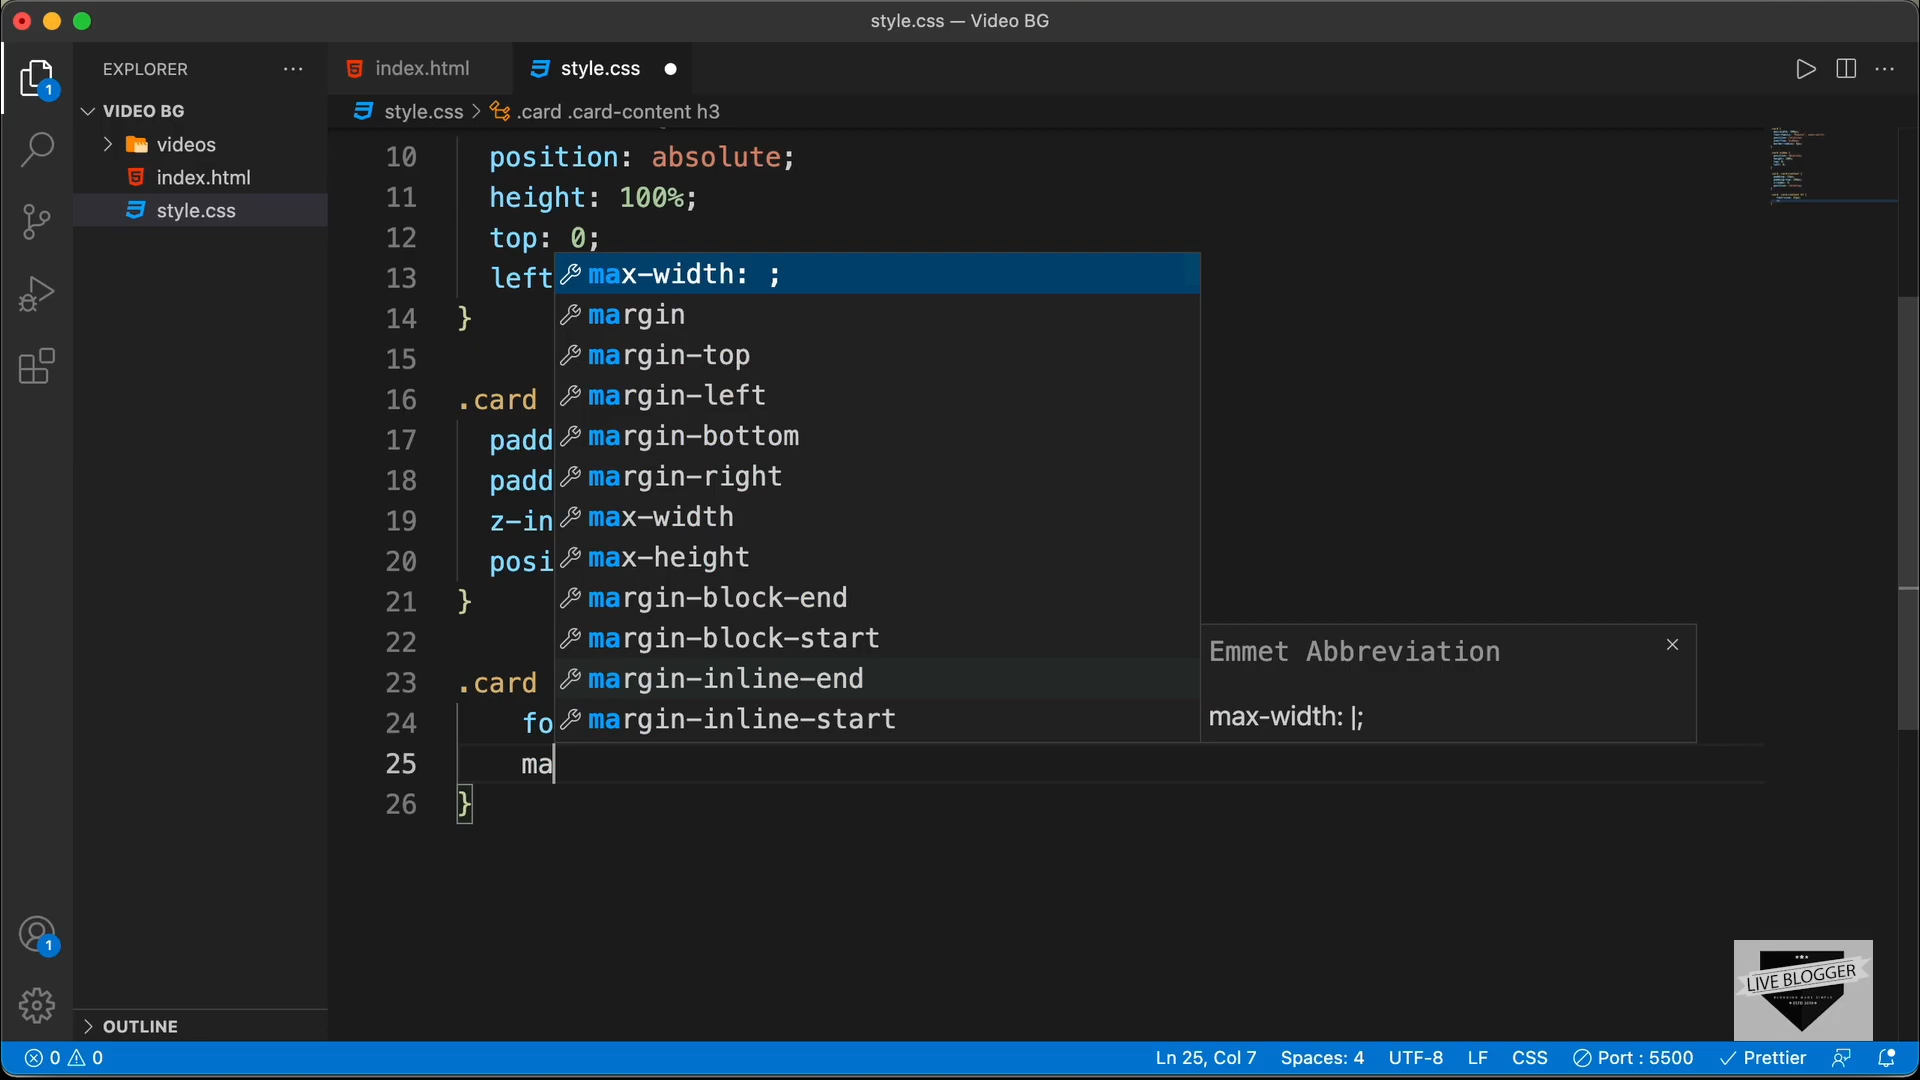 style.css — Video BG
EXPLORER
index.html
style.css
1
VIDEO BG
style.css
.card .card-content h3
videos
index.html
style.css
10 position: absolute;
11 height: 100%;
12 top: 0;
13 left
14 }
15
16 .card
17 padd
18 padd
19 z-in
20 posi
21 }
22
23 .card
24 fo
25 ma
26 }
max-width: ;
margin
margin-top
margin-left
margin-bottom
margin-right
max-width
max-height
margin-block-end
margin-block-start
margin-inline-end
margin-inline-start
Emmet Abbreviation
max-width: |;
1
OUTLINE
LIVE BLOGGER
0 0
Ln 25, Col 7
Spaces: 4
UTF-8
LF
CSS
Port : 5500
Prettier